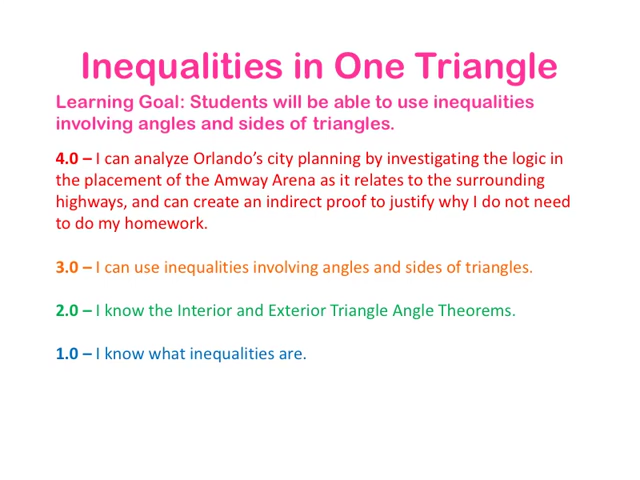 Inequalities in One Triangle
Learning Goal: Students will be able to use inequalities
involving angles and sides of triangles.
4.0 – I can analyze Orlando’s city planning by investigating the logic in
the placement of the Amway Arena as it relates to the surrounding
highways, and can create an indirect proof to justify why I do not need
to do my homework.
3.0 – I can use inequalities involving angles and sides of triangles.
2.0 – I know the Interior and Exterior Triangle Angle Theorems.
1.0 – I know what inequalities are.